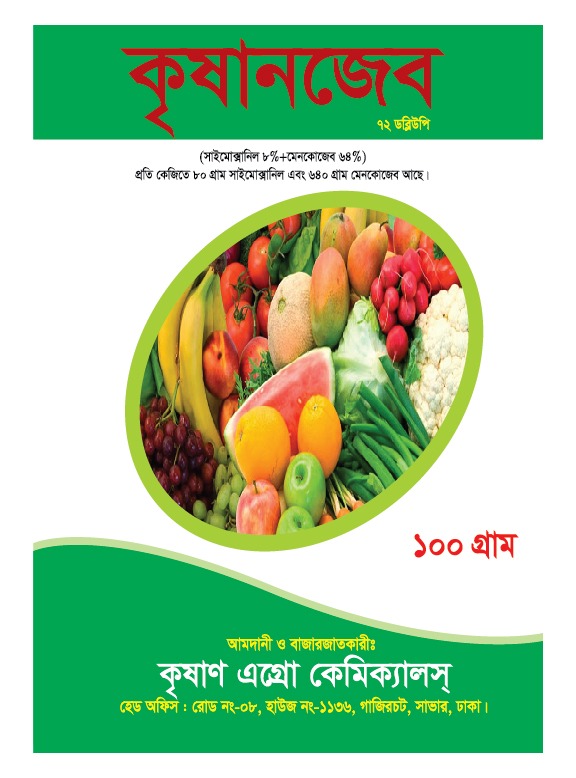 কৃষানজেব
৭২ ডব্লিউপি
(সাইমোক্সানিল ৮%+মেনকোজেব ৬৪%)
প্রতি কেজিতে ৮০ গ্রাম সাইমোক্সানিল এবং ৬৪০ গ্রাম মেনকোজেব আছে।
১০০ গ্রাম
আমদানী ও বাজারজাতকারীঃ
কৃষাণ এগ্রো কেমিক্যালস্
হেড অফিস : রোড নং-০৮, হাউজ নং-১১৩৬, গাজিরচট, সাভার, ঢাকা।